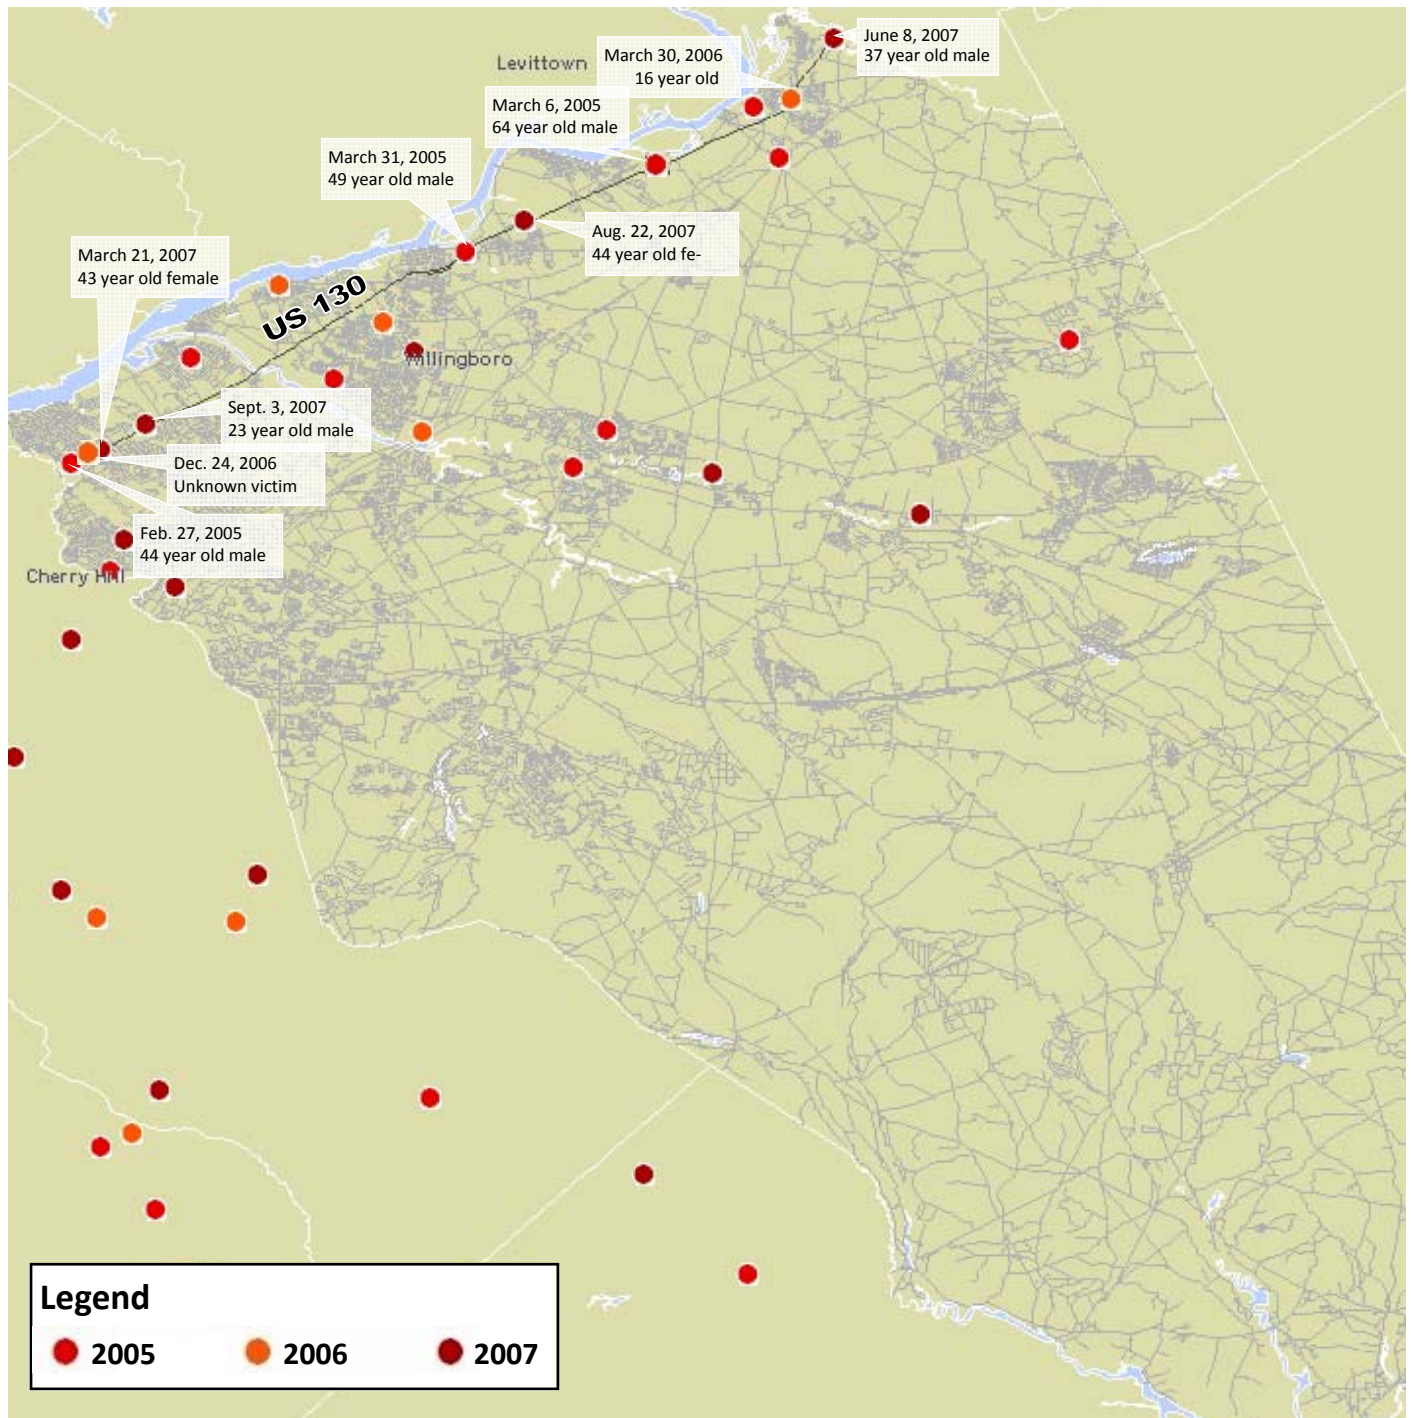 June 8, 2007
37 year old male
March 30, 2006
16 year old
Levittown
March 6, 2005
64 year old male
March 31, 2005
49 year old male
Aug. 22, 2007
44 year old fe-
March 21, 2007
43 year old female
US 130
Willingboro
Sept. 3, 2007
23 year old male
Dec. 24, 2006
Unknown victim
Feb. 27, 2005
44 year old male
Cherry Hill
Legend
2005
2006
2007